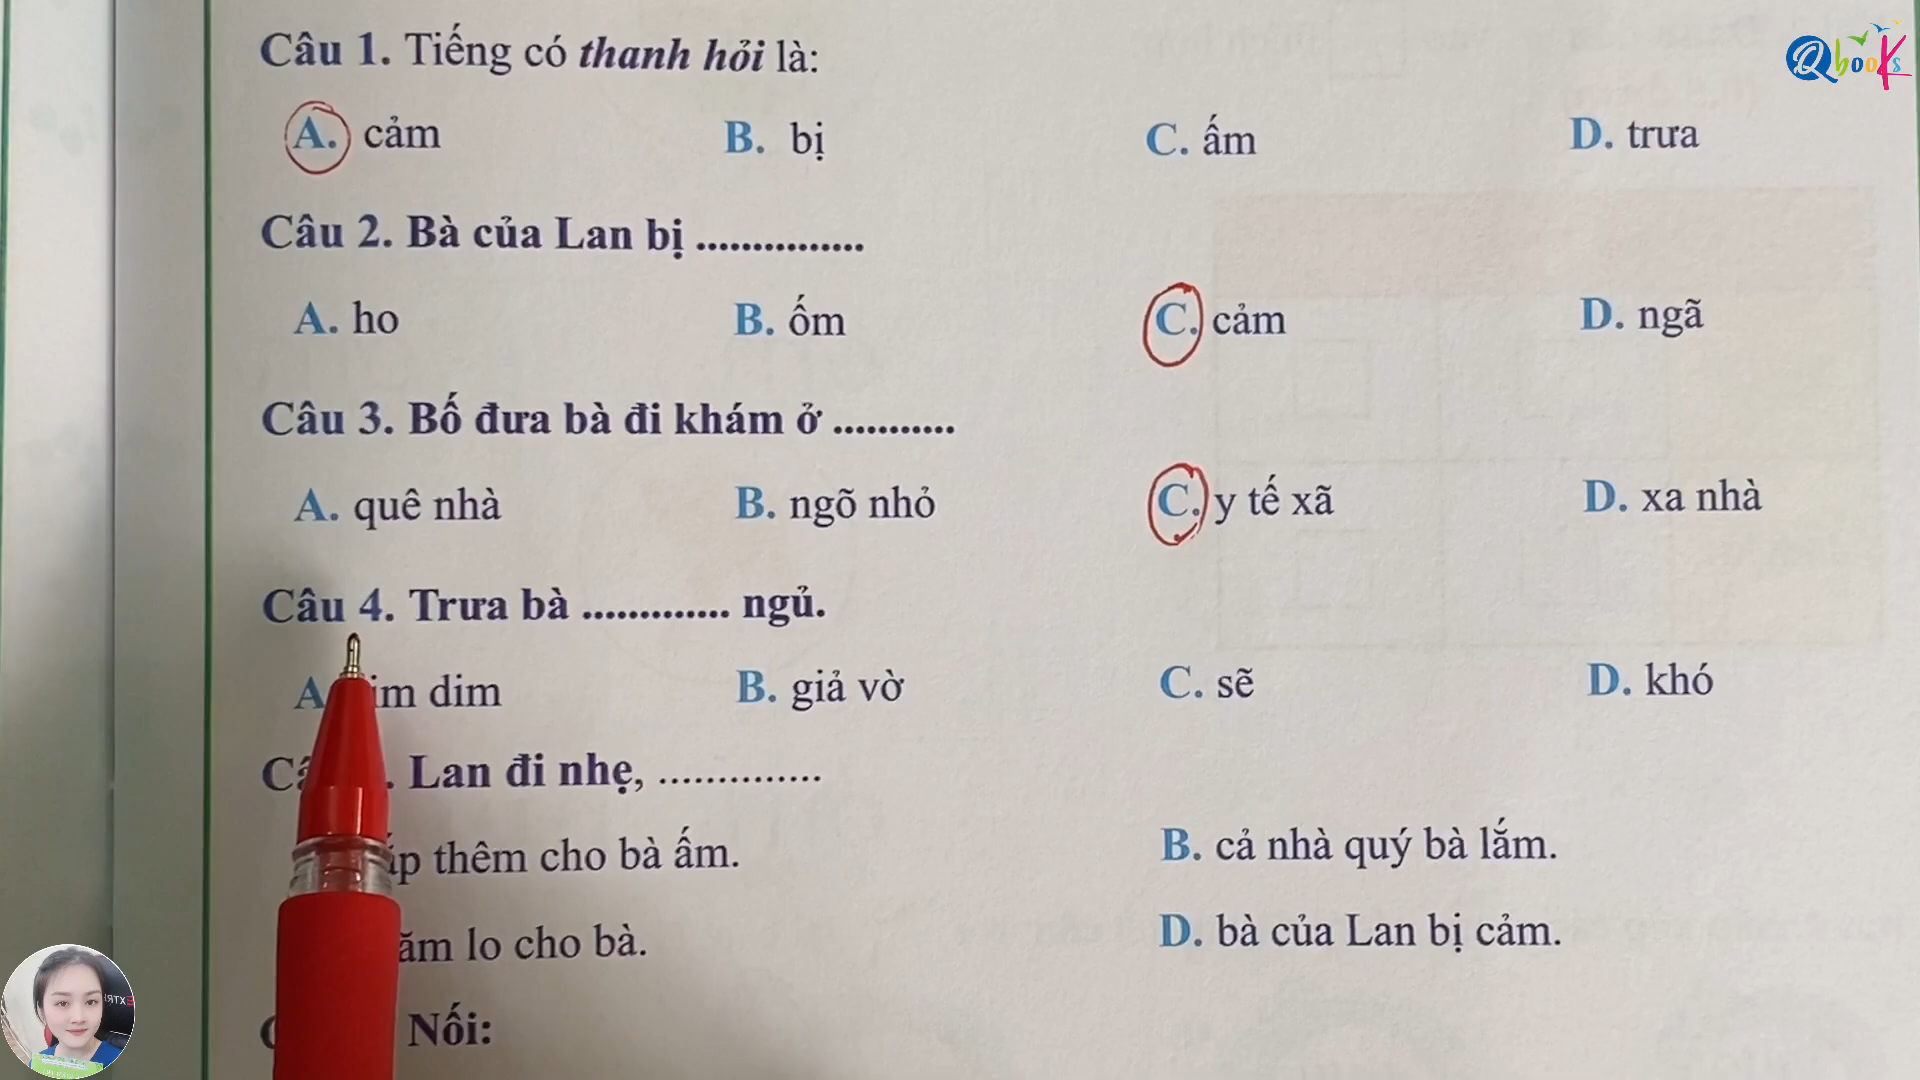 Qbooks
Câu 1. Tiếng có thanh hỏi là:
A. cảm B. bị C. ấm D. trưa
Câu 2. Bà của Lan bị ...............
A. ho B. ốm C. cảm D. ngã
Câu 3. Bố đưa bà đi khám ở ...........
A. quê nhà B. ngõ nhỏ C. y tế xã D. xa nhà
Câu 4. Trưa bà ............. ngủ.
A dim B. giả vờ C. sẽ D. khó
Lan đi nhẹ, ..............
thêm cho bà ấm. B. cả nhà quý bà lắm.
lo cho bà. D. bà của Lan bị cảm.
Nối: